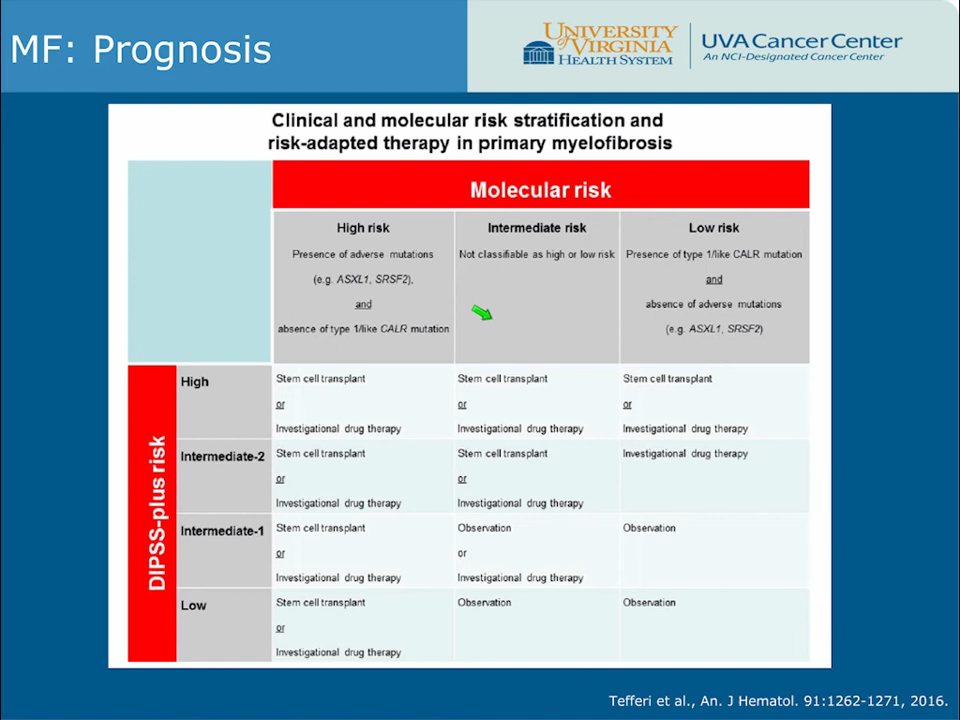 MF: Prognosis
UNIVERSITY
OF VIRGINIA
HEALTH SYSTEM
UVA Cancer Center
An NCI-Designated Cancer Center
Clinical and molecular risk stratification and
risk-adapted therapy in primary myelofibrosis
Molecular risk
High risk
Presence of adverse mutations
(e.g. ASXL1, SRSF2),
and
absence of type 1/like CALR mutation
Intermediate risk
Not classifiable as high or low risk
Low risk
Presence of type 1/like CALR mutation
and
absence of adverse mutations
(e.g. ASXL1, SRSF2)
DIPSS-plus risk
High
Stem cell transplant
or
Investigational drug therapy
Stem cell transplant
or
Investigational drug therapy
Stem cell transplant
or
Investigational drug therapy
Intermediate-2
Stem cell transplant
or
Investigational drug therapy
Stem cell transplant
or
Investigational drug therapy
Investigational drug therapy
Intermediate-1
Stem cell transplant
or
Investigational drug therapy
Observation
or
Investigational drug therapy
Observation
Low
Stem cell transplant
or
Investigational drug therapy
Observation
Observation
Tefferi et al., An. J Hematol. 91:1262-1271, 2016.